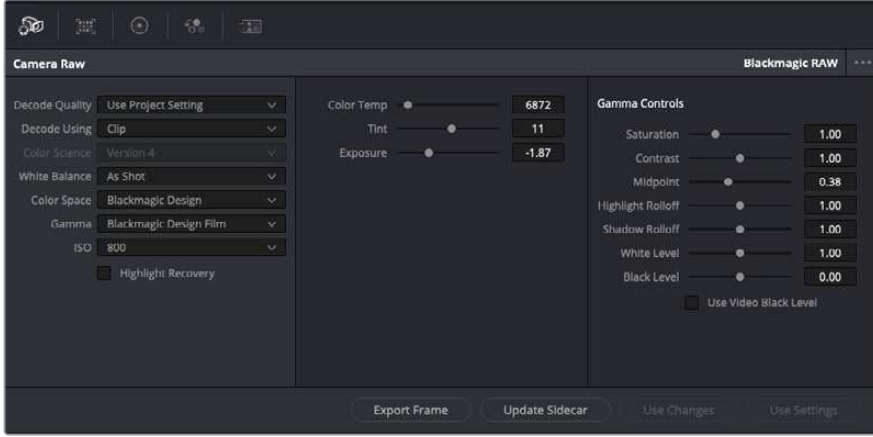 Camera Raw
Blackmagic RAW
Decode Quality Use Project Setting
Decode Using Clip
Color Science Version 4
White Balance As Shot
Color Space Blackmagic Design
Gamma Blackmagic Design Film
ISO 800
Highlight Recovery
Color Temp 6872
Tint 11
Exposure -1.87
Gamma Controls
Saturation 1.00
Contrast 1.00
Midpoint 0.38
Highlight Rolloff 1.00
Shadow Rolloff 1.00
White Level 1.00
Black Level 0.00
Use Video Black Level
Export Frame
Update Sidecar
Use Changes
Use Settings